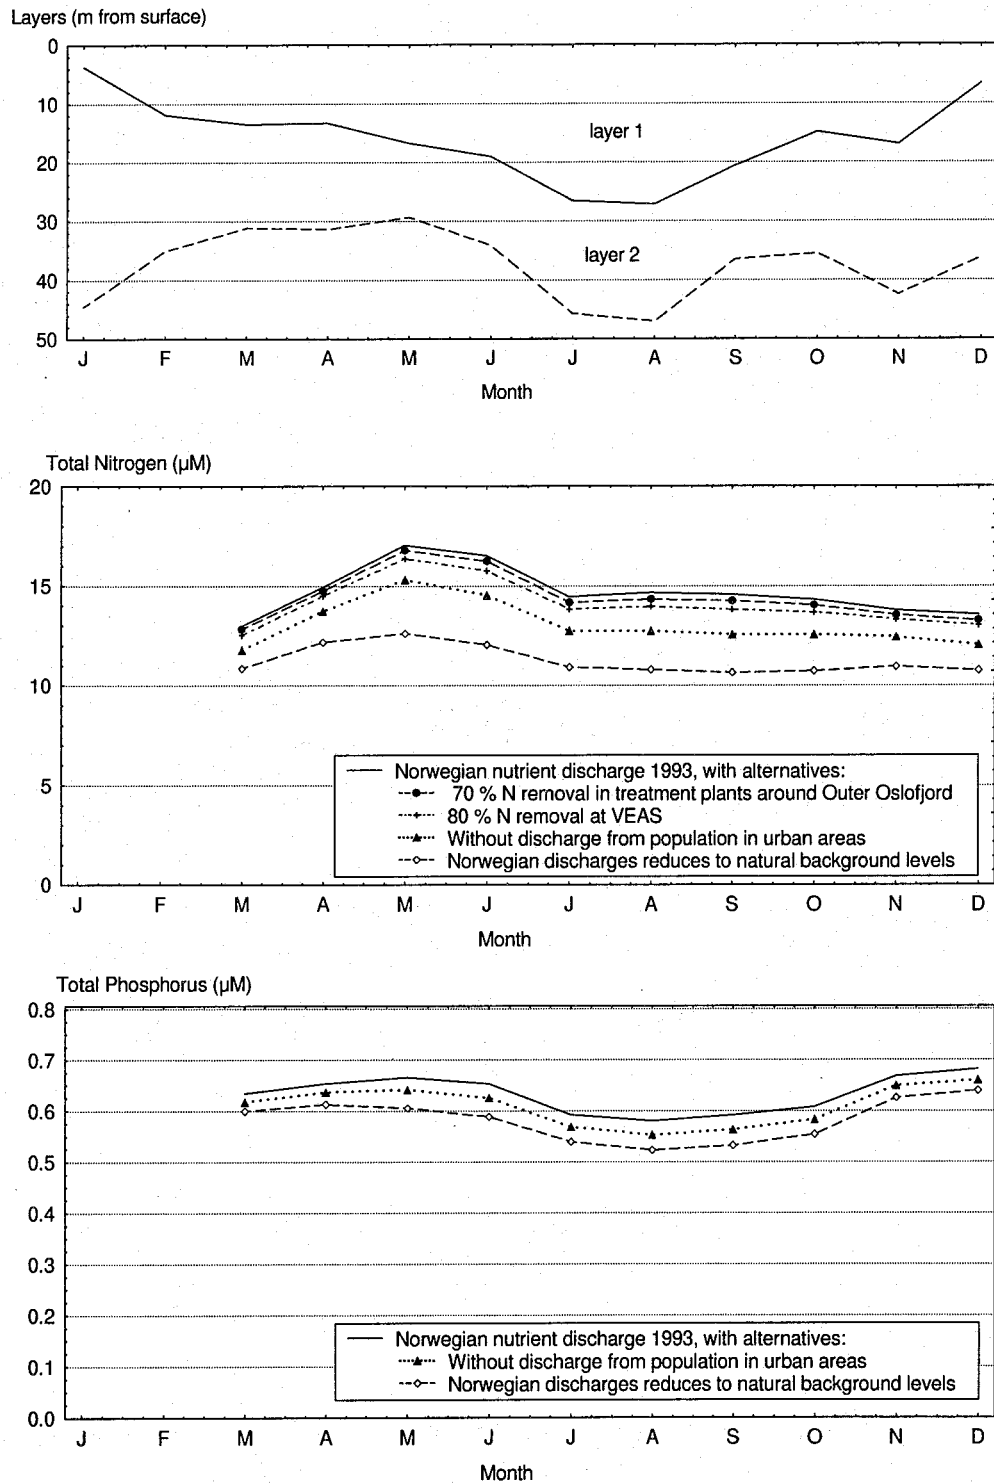 Layers (m from surface)
0
10
20
30
40
50
layer 1
layer 2
J F M A M J J A S O N D
Month
Total Nitrogen (µM)
20
15
10
5
0
Norwegian nutrient discharge 1993, with alternatives:
70 % N removal in treatment plants around Outer Oslofjord
80 % N removal at VEAS
Without discharge from population in urban areas
Norwegian discharges reduces to natural background levels
J F M A M J J A S O N D
Month
Total Phosphorus (µM)
0.8
0.7
0.6
0.5
0.4
0.3
0.2
0.1
0.0
Norwegian nutrient discharge 1993, with alternatives:
Without discharge from population in urban areas
Norwegian discharges reduces to natural background levels
J F M A M J J A S O N D
Month